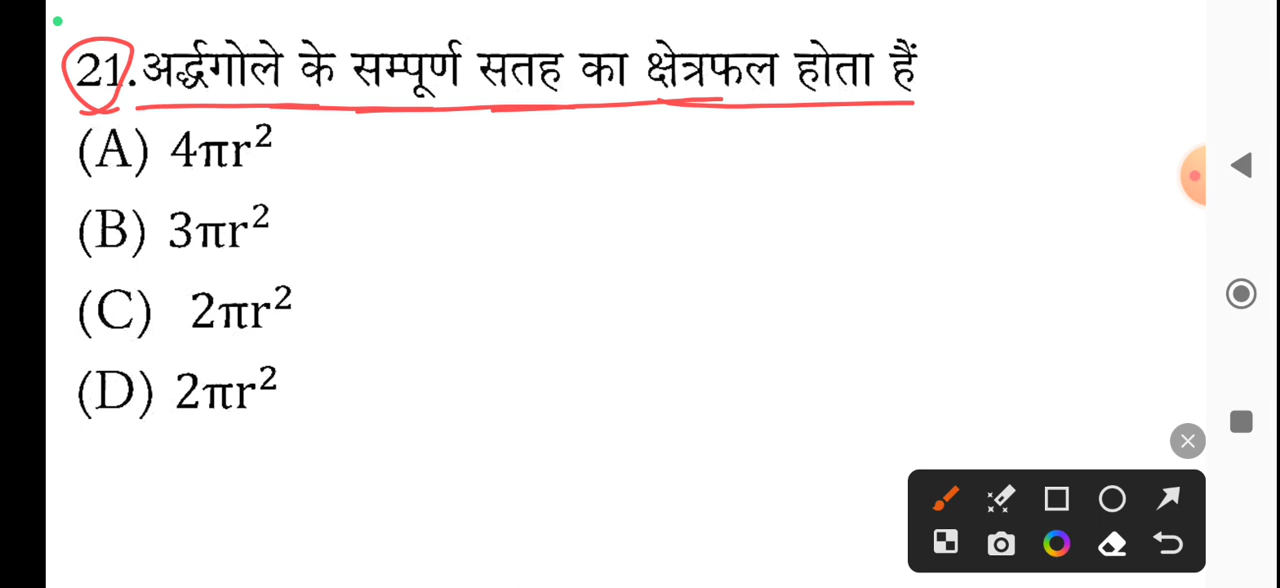 21.अर्द्धगोले के सम्पूर्ण सतह का क्षेत्रफल होता हैं
(A) 4πr²
(B) 3πr²
(C) 2πr²
(D) 2πr²